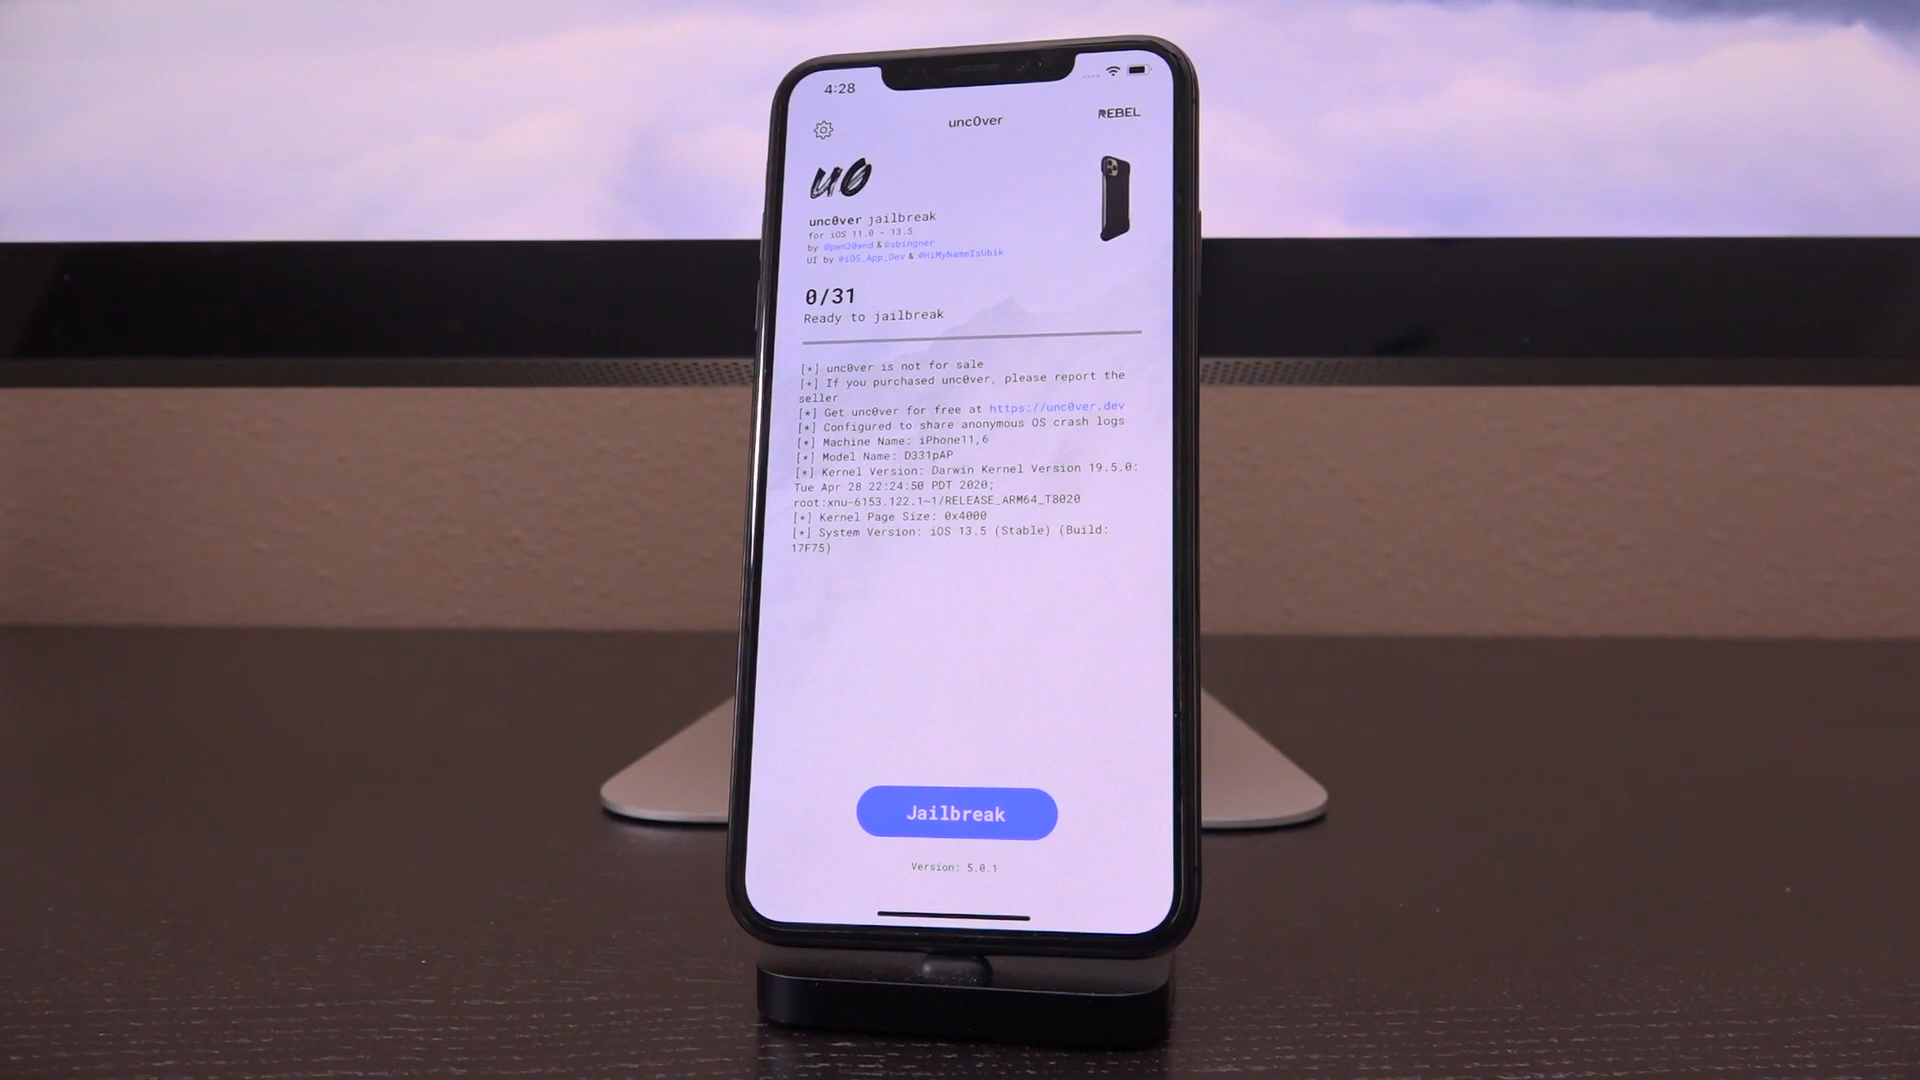 4:28
unc0ver
REBEL
u0
unc0ver jailbreak
for iOS 11.0 - 13.5
by @pwn20wnd & @sbingner
UI by @iOS_App_Dev & @HiMyNameIsUbik
0/31
Ready to jailbreak
[*] unc0ver is not for sale
[*] If you purchased unc0ver, please report the
seller
[*] Get unc0ver for free at https://unc0ver.dev
[*] Configured to share anonymous OS crash logs
[*] Machine Name: iPhone11,6
[*] Model Name: D331pAP
[*] Kernel Version: Darwin Kernel Version 19.5.0:
Tue Apr 28 22:24:50 PDT 2020;
root:xnu-6153.122.1~1/RELEASE_ARM64_T8020
[*] Kernel Page Size: 0x4000
[*] System Version: iOS 13.5 (Stable) (Build:
17F75)
Jailbreak
Version: 5.0.1